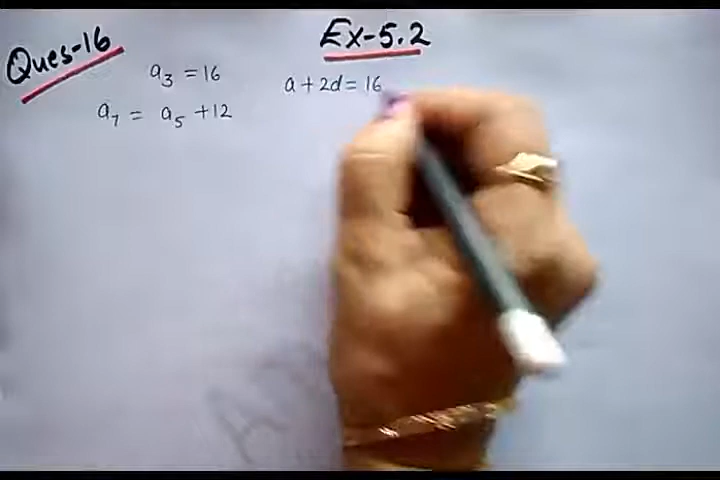 Ques-16
Ex-5.2
a₃ = 16
a + 2d = 16
a₇ = a₅ + 12